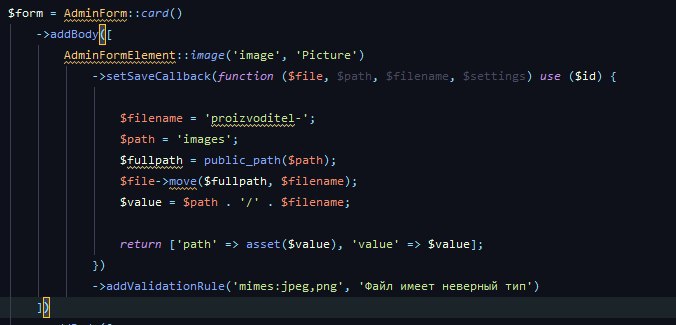 $form = AdminForm::card()
->addBody([
AdminFormElement::image('image', 'Picture')
->setSaveCallback(function ($file, $path, $filename, $settings) use ($id) {
$filename = 'proizvoditel-';
$path = 'images';
$fullpath = public_path($path);
$file->move($fullpath, $filename);
$value = $path . '/' . $filename;
return ['path' => asset($value), 'value' => $value];
})
->addValidationRule('mimes:jpeg,png', 'Файл имеет неверный тип')
])